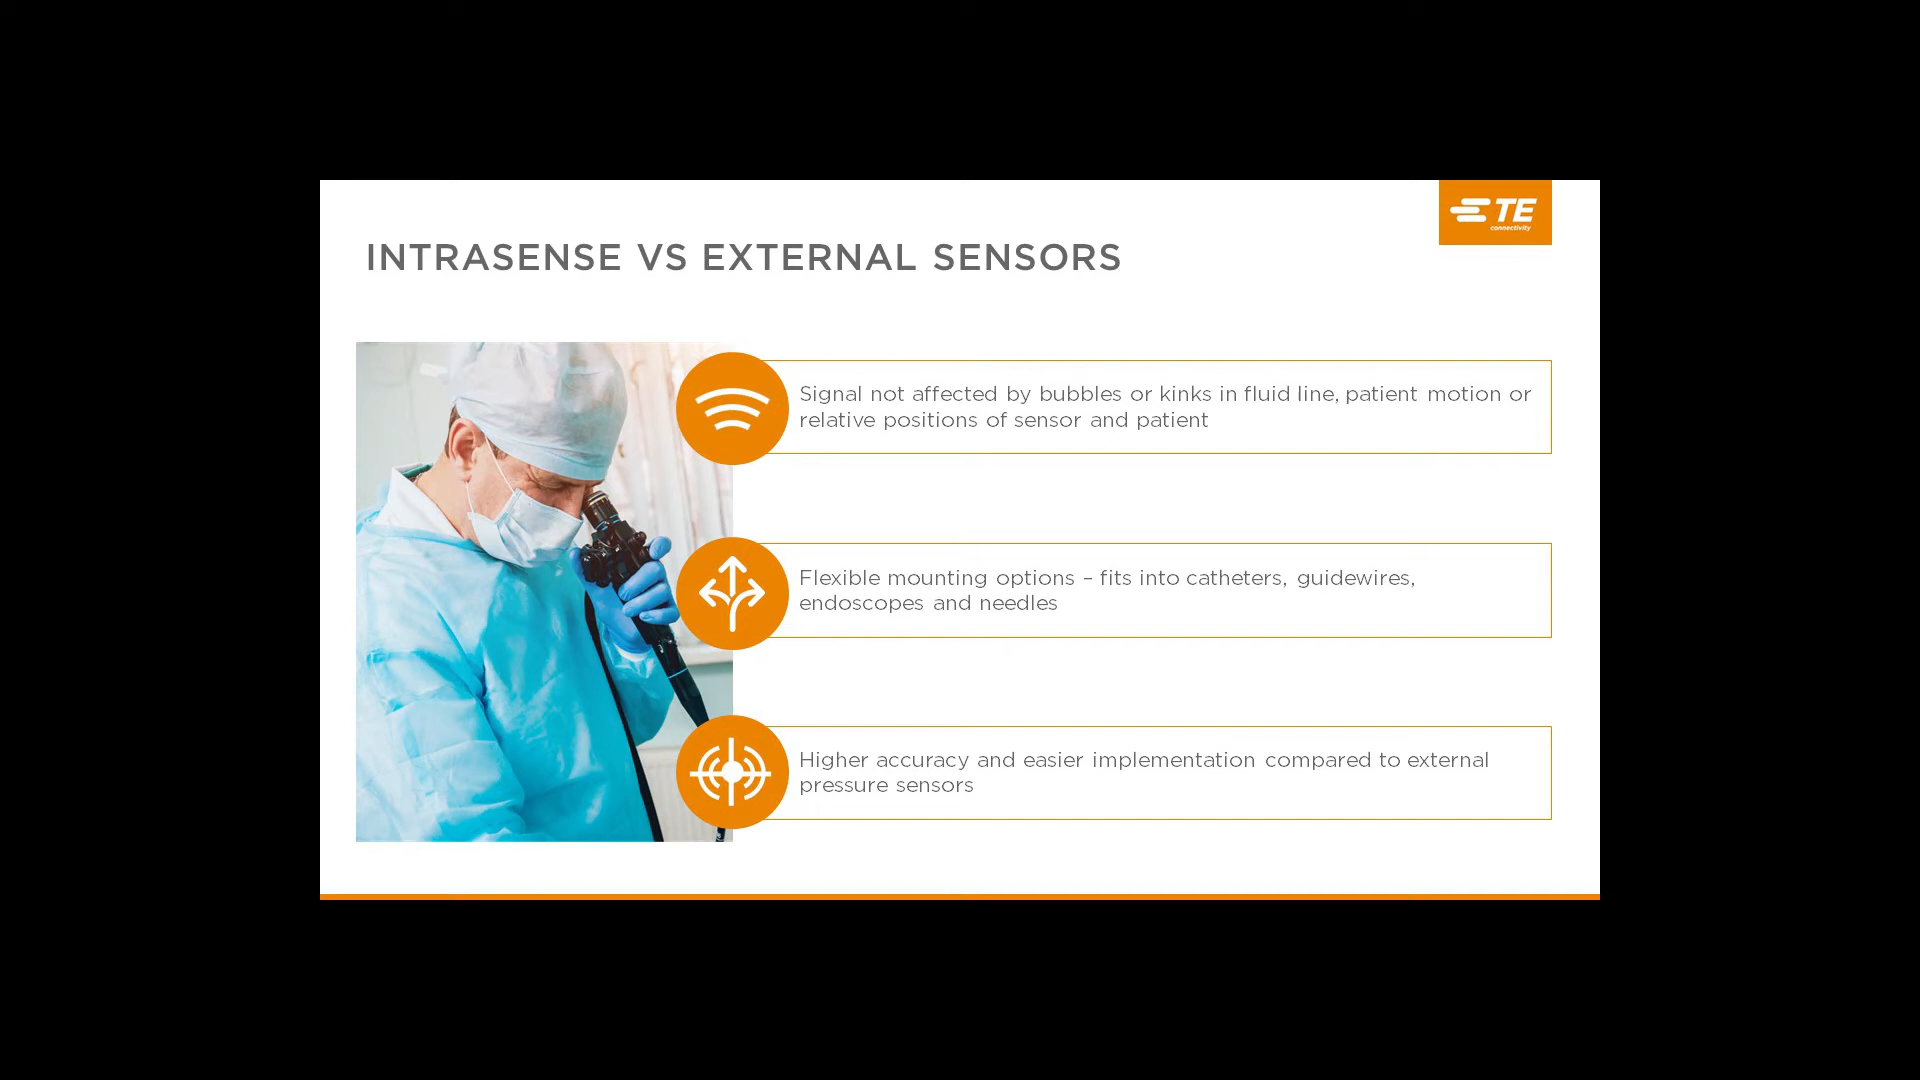 TE
connectivity
INTRASENSE VS EXTERNAL SENSORS
Signal not affected by bubbles or kinks in fluid line, patient motion or
relative positions of sensor and patient
Flexible mounting options – fits into catheters, guidewires,
endoscopes and needles
Higher accuracy and easier implementation compared to external
pressure sensors